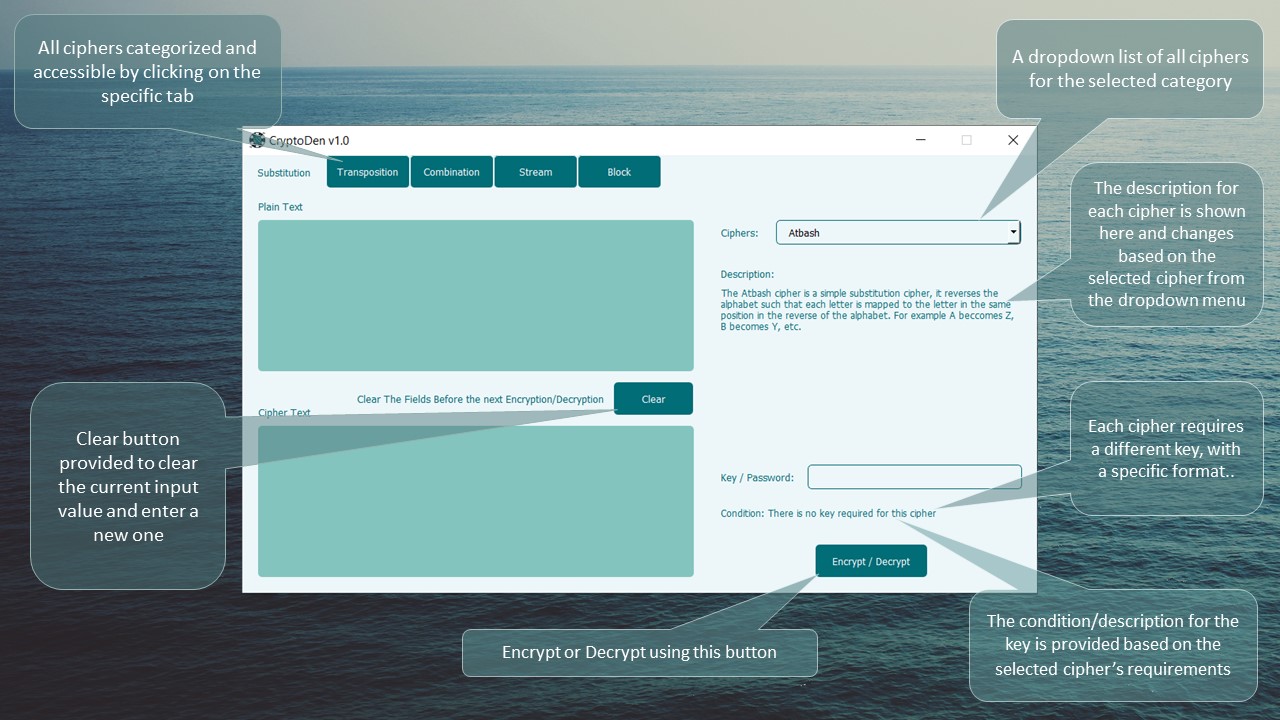 All ciphers categorized and
accessible by clicking on the
specific tab
A dropdown list of all ciphers
for the selected category
CryptoDen v1.0
Substitution
Transposition
Combination
Stream
Block
Plain Text
Ciphers:
Atbash
The description for
each cipher is shown
here and changes
based on the
selected cipher from
the dropdown menu
Description:
The Atbash cipher is a simple substitution cipher, it reverses the
alphabet such that each letter is mapped to the letter in the same
position in the reverse of the alphabet. For example A beccomes Z,
B becomes Y, etc.
Clear The Fields Before the next Encryption/Decryption
Clear
Cipher Text
Clear button
provided to clear
the current input
value and enter a
new one
Each cipher requires
a different key, with
a specific format..
Key / Password:
Condition: There is no key required for this cipher
Encrypt / Decrypt
Encrypt or Decrypt using this button
The condition/description for the
key is provided based on the
selected cipher’s requirements